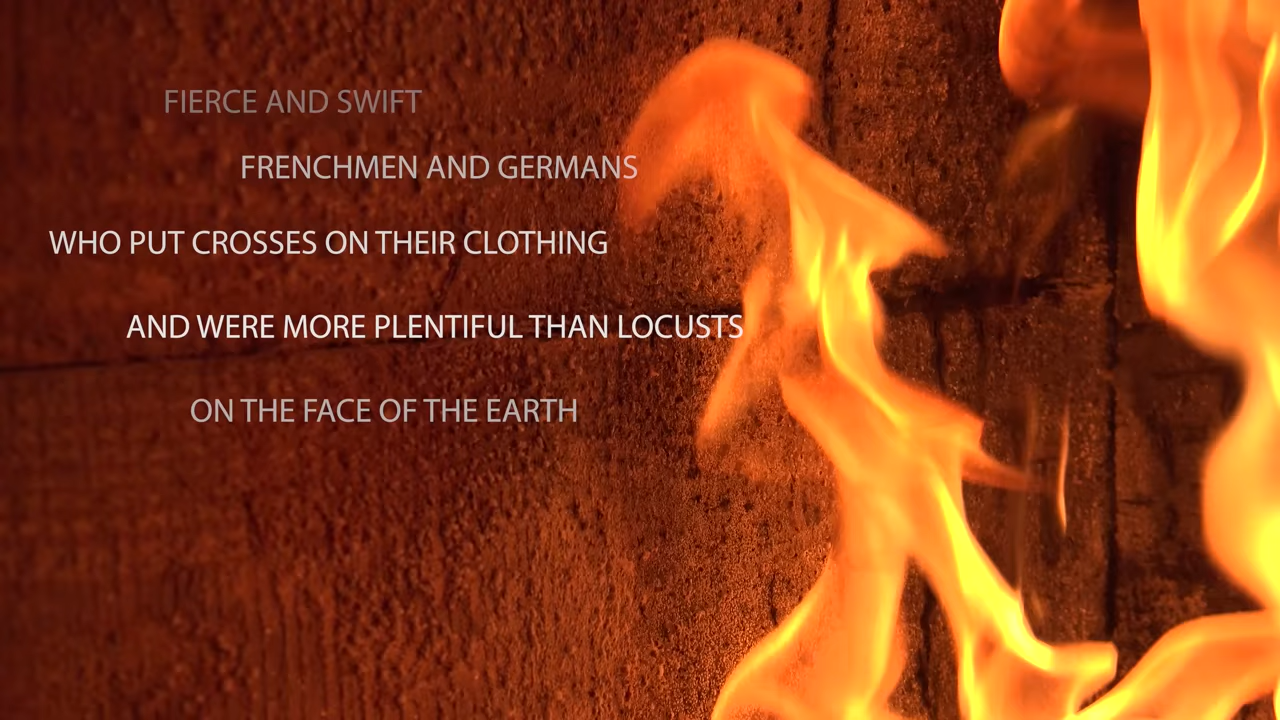 FIERCE AND SWIFT
FRENCHMEN AND GERMANS
WHO PUT CROSSES ON THEIR CLOTHING
AND WERE MORE PLENTIFUL THAN LOCUSTS
ON THE FACE OF THE EARTH